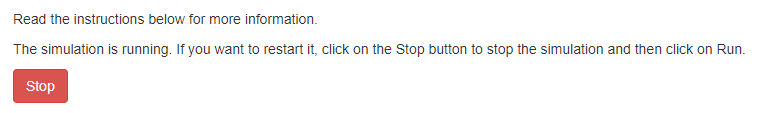 Read the instructions below for more information.
The simulation is running. If you want to restart it, click on the Stop button to stop the simulation and then click on Run.
Stop